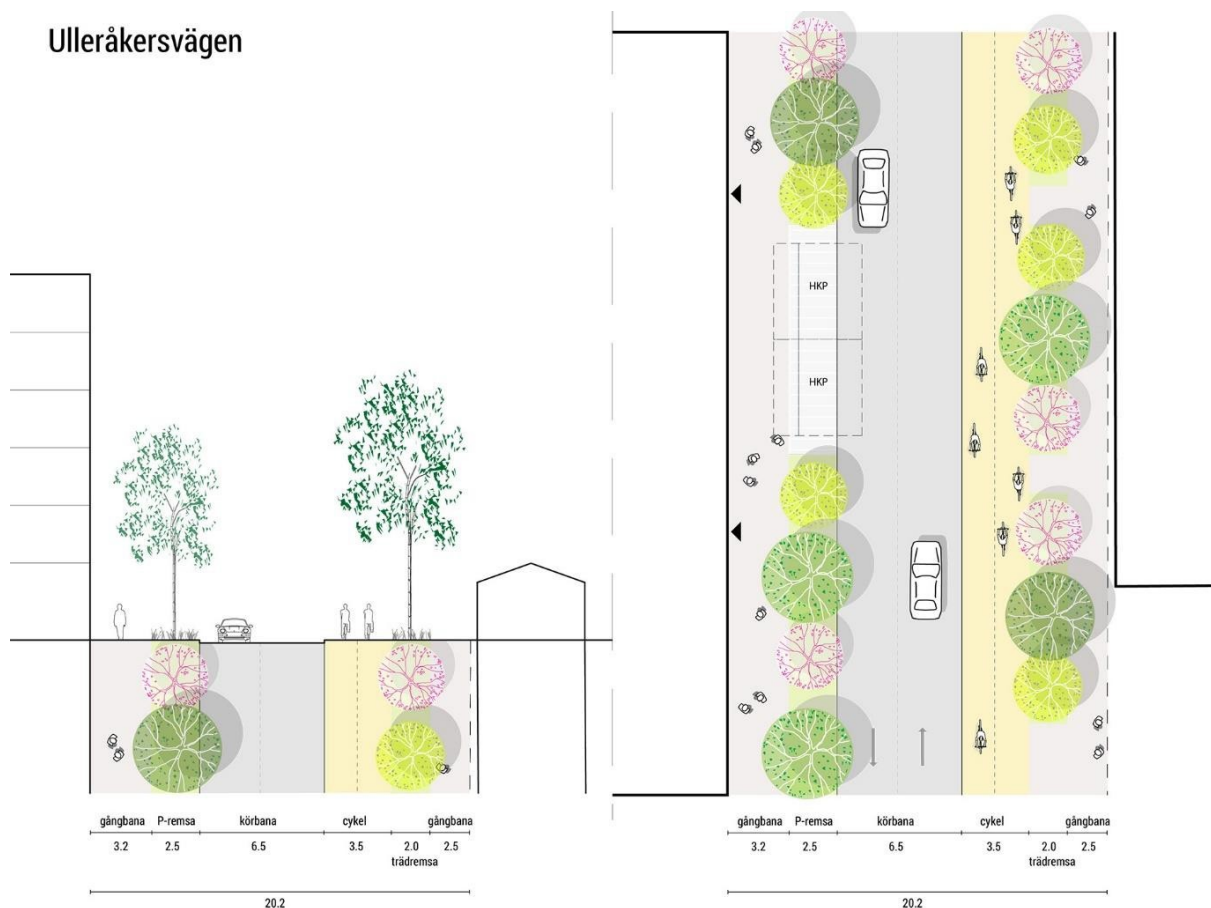 Ulleråkersvägen
HKP
HKP
gångbana P-remsa körbana cykel gångbana
3.2 2.5 6.5 3.5 2.0 2.5
trädremsa
20.2
gångbana P-remsa körbana cykel gångbana
3.2 2.5 6.5 3.5 2.0 2.5
trädremsa
20.2